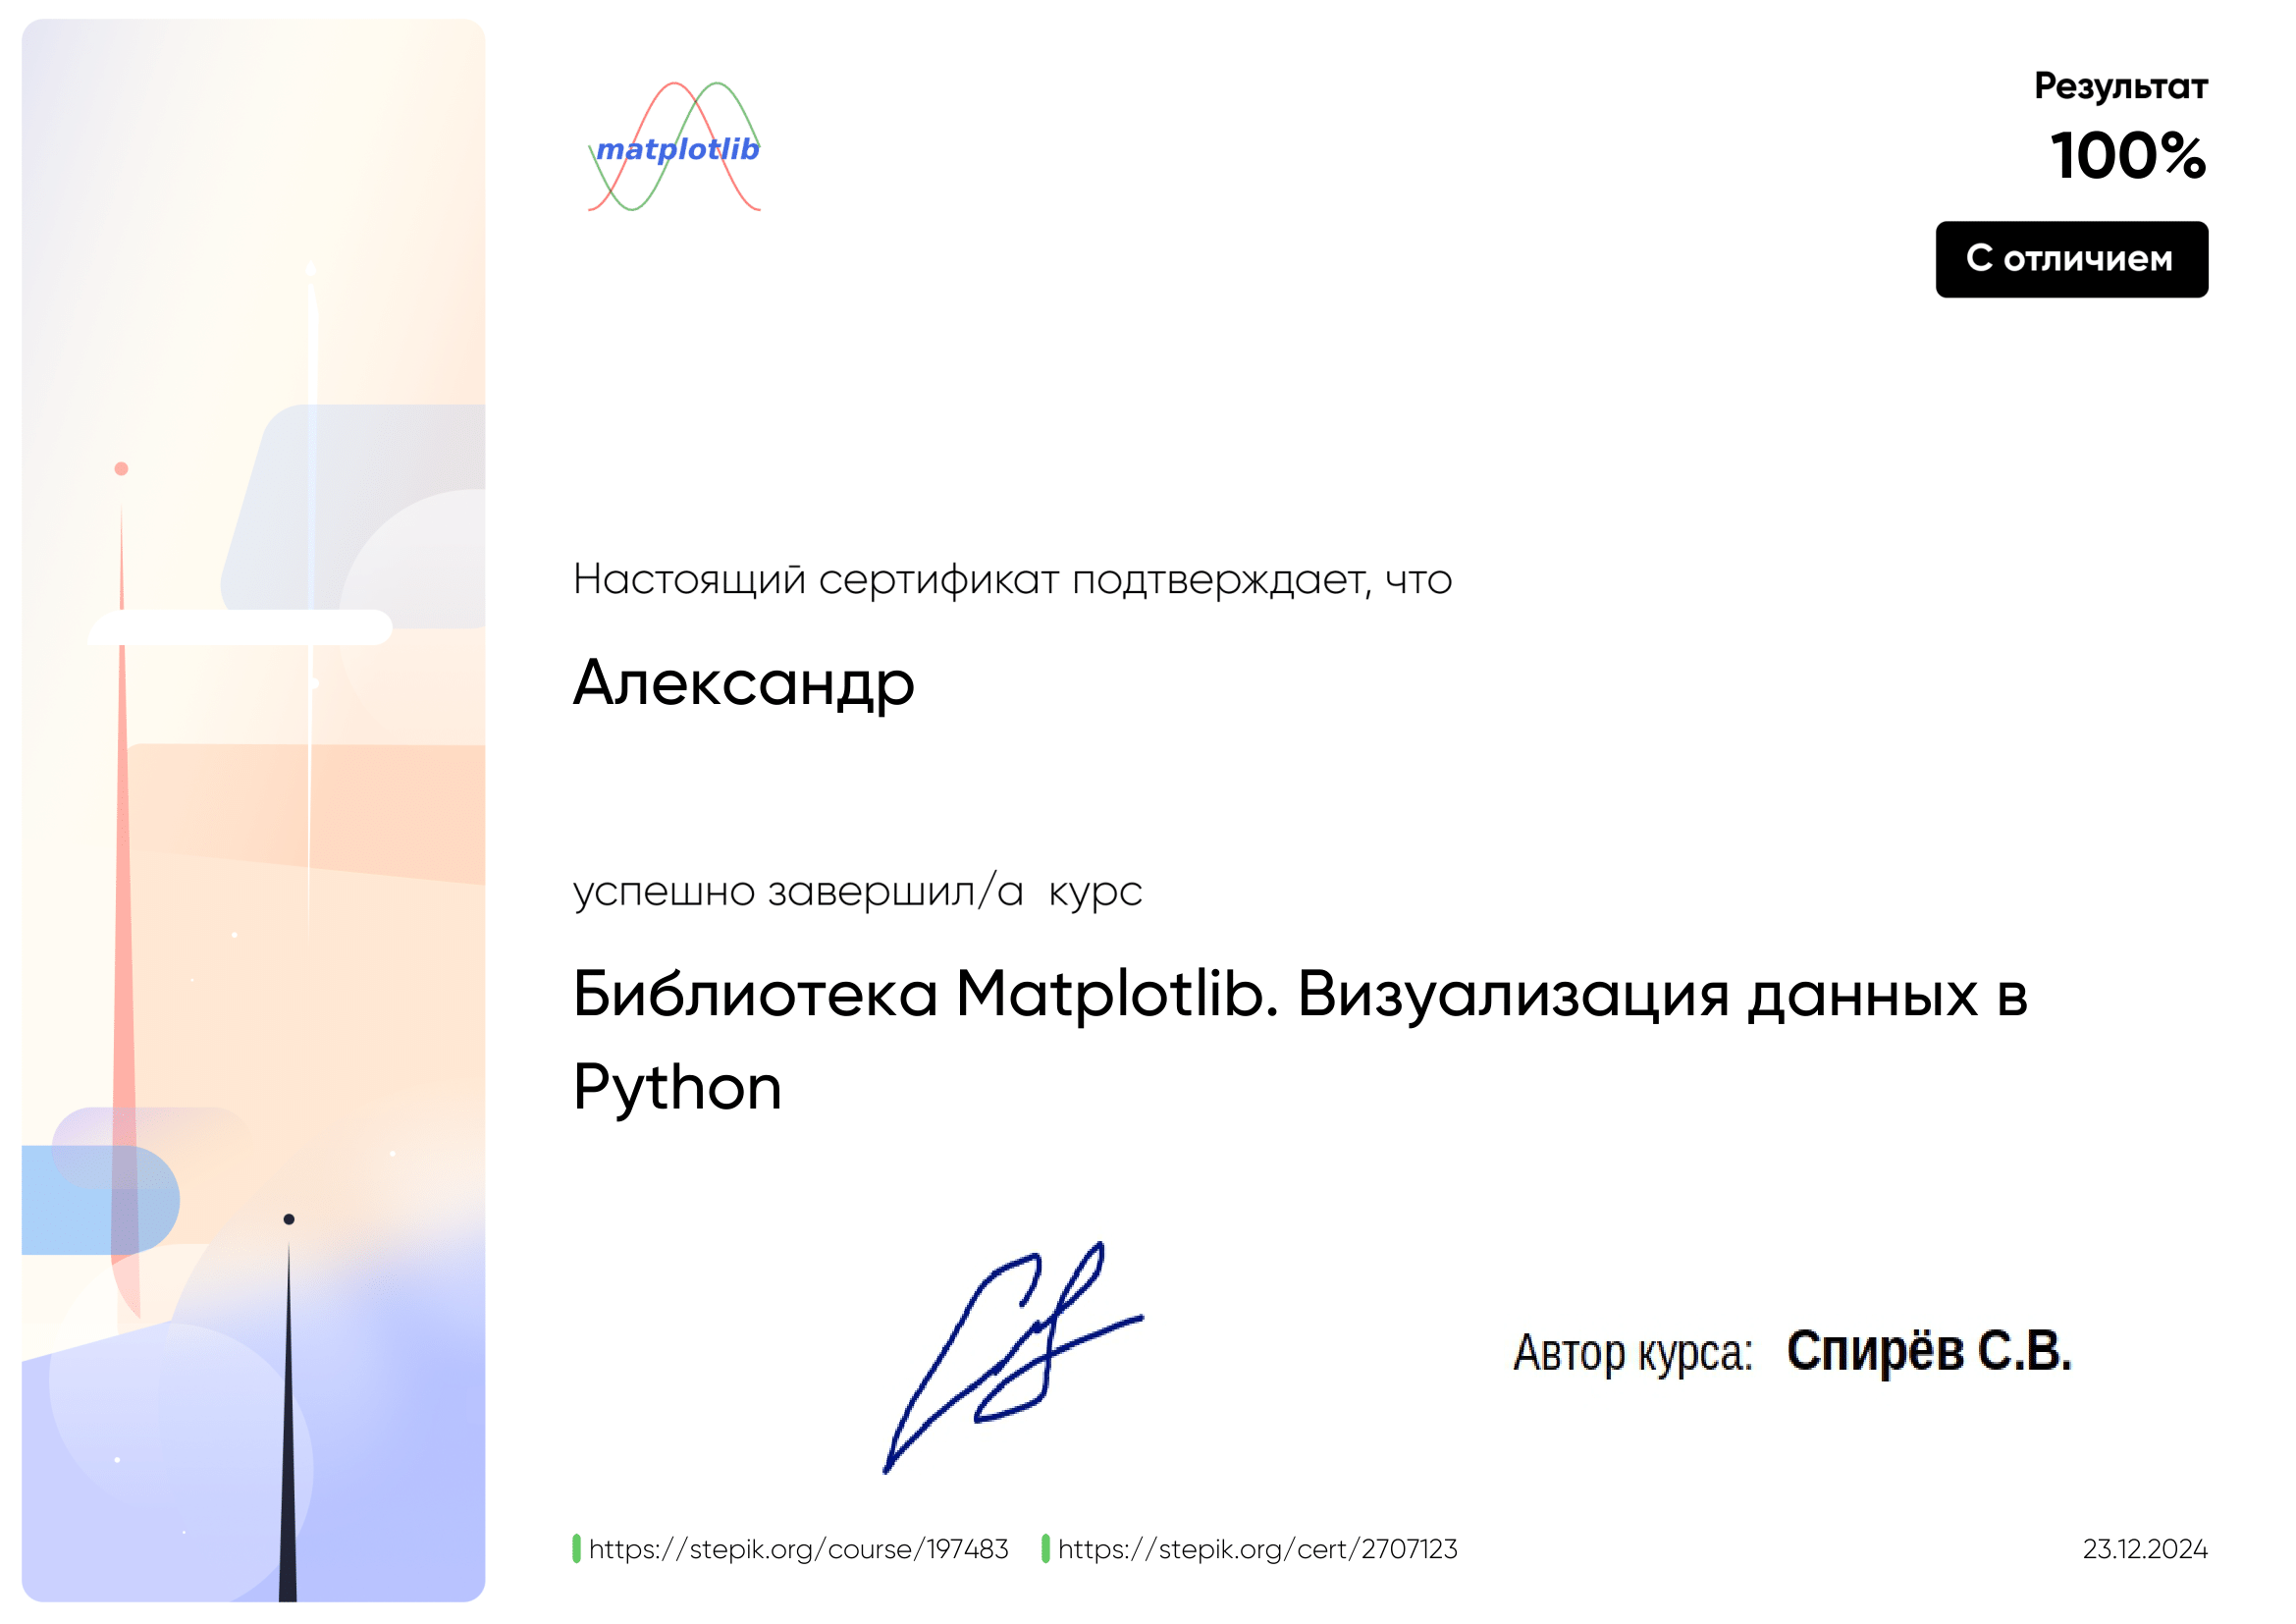 matplotlib
Результат
100%
С отличием
Настоящий сертификат подтверждает, что
Александр
успешно завершил/а курс
Библиотека Matplotlib. Визуализация данных в
Python
Автор курса: Спирёв С.В.
https://stepik.org/course/197483 https://stepik.org/cert/2707123 23.12.2024